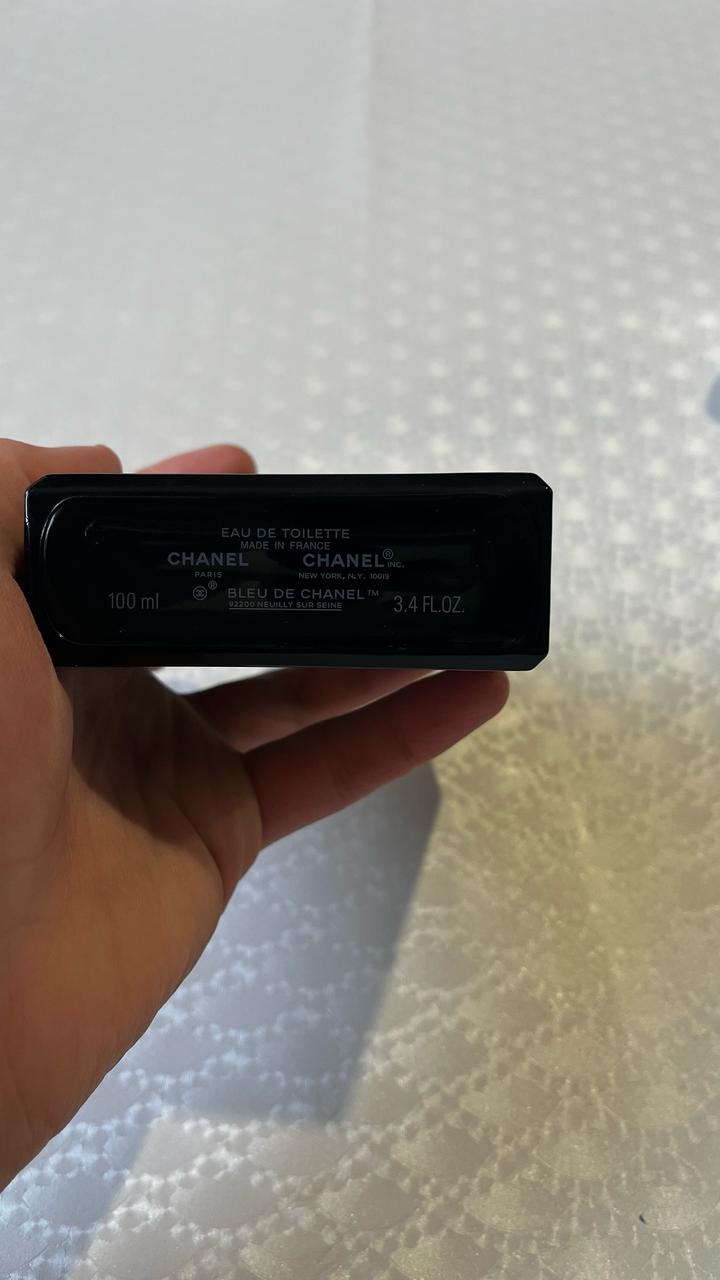 EAU DE TOILETTE
MADE IN FRANCE
CHANEL CHANEL® INC.
PARIS NEW YORK, N.Y. 10019
® BLEU DE CHANEL™
100 ml 92200 NEUILLY SUR SEINE 3.4 FL.OZ.